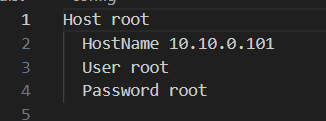 1 Host root
2 HostName 10.10.0.101
3 User root
4 Password root
5